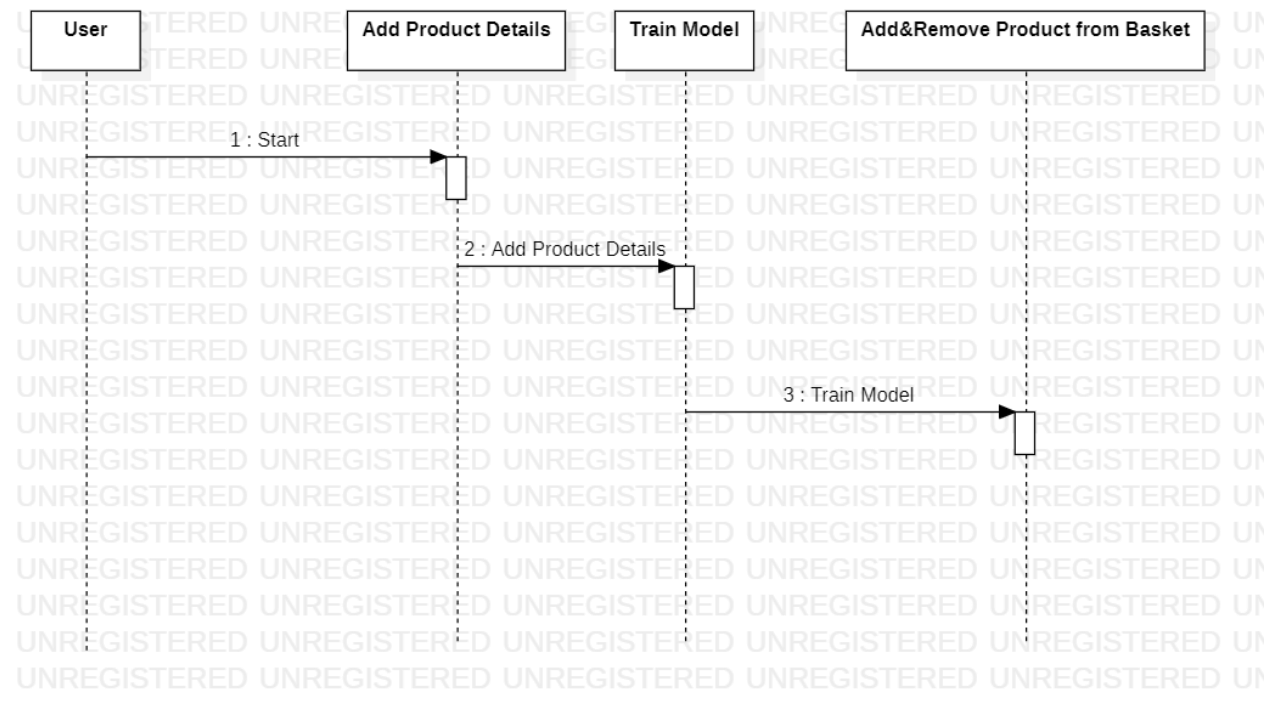 User
Add Product Details
Train Model
Add&Remove Product from Basket
1 : Start
2 : Add Product Details
3 : Train Model
UNREGISTERED